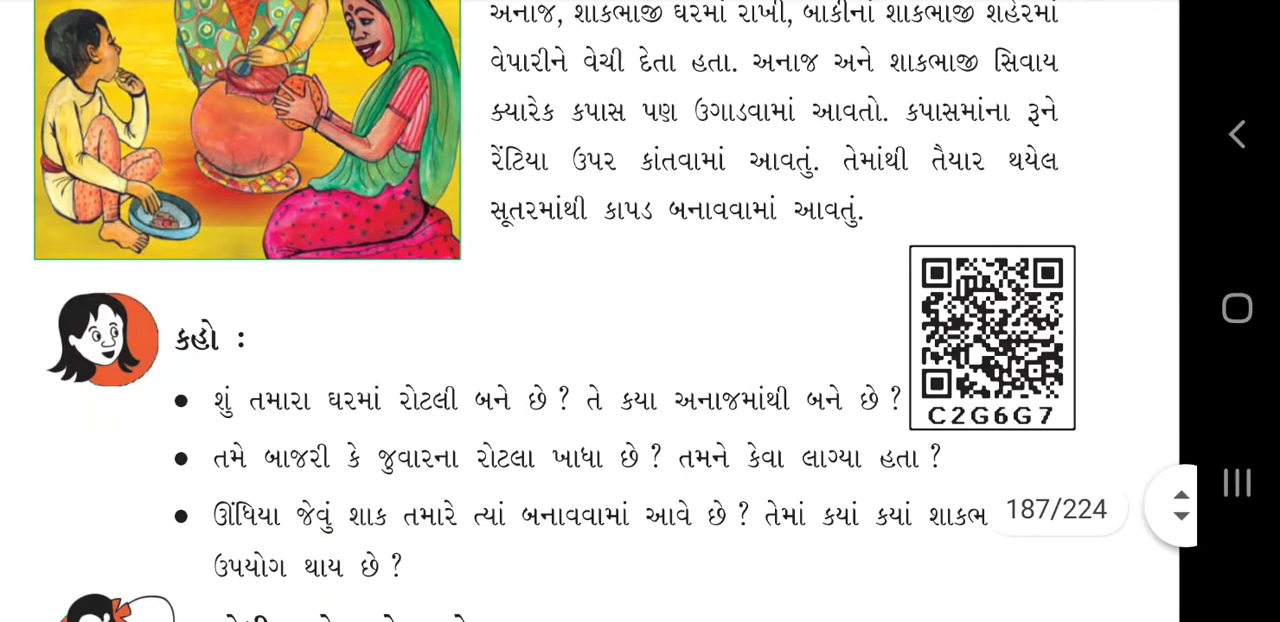 અનાજ, શાકભાજી ઘરમાં રાખી, બાકીનાં શાકભાજી શહેરમાં
વેપારીને વેચી દેતા હતા. અનાજ અને શાકભાજી સિવાય
ક્યારેક કપાસ પણ ઉગાડવામાં આવતો. કપાસમાંના રૂને
રેંટિયા ઉપર કાંતવામાં આવતું. તેમાંથી તૈયાર થયેલ
સૂતરમાંથી કાપડ બનાવવામાં આવતું.
કહો :
C2G6G7
• શું તમારા ઘરમાં રોટલી બને છે ? તે કયા અનાજમાંથી બને છે ?
• તમે બાજરી કે જુવારના રોટલા ખાધા છે ? તમને કેવા લાગ્યા હતા ?
• ઊંધિયા જેવું શાક તમારે ત્યાં બનાવવામાં આવે છે ? તેમાં કયાં કયાં શાકભ
187/224
ઉપયોગ થાય છે ?